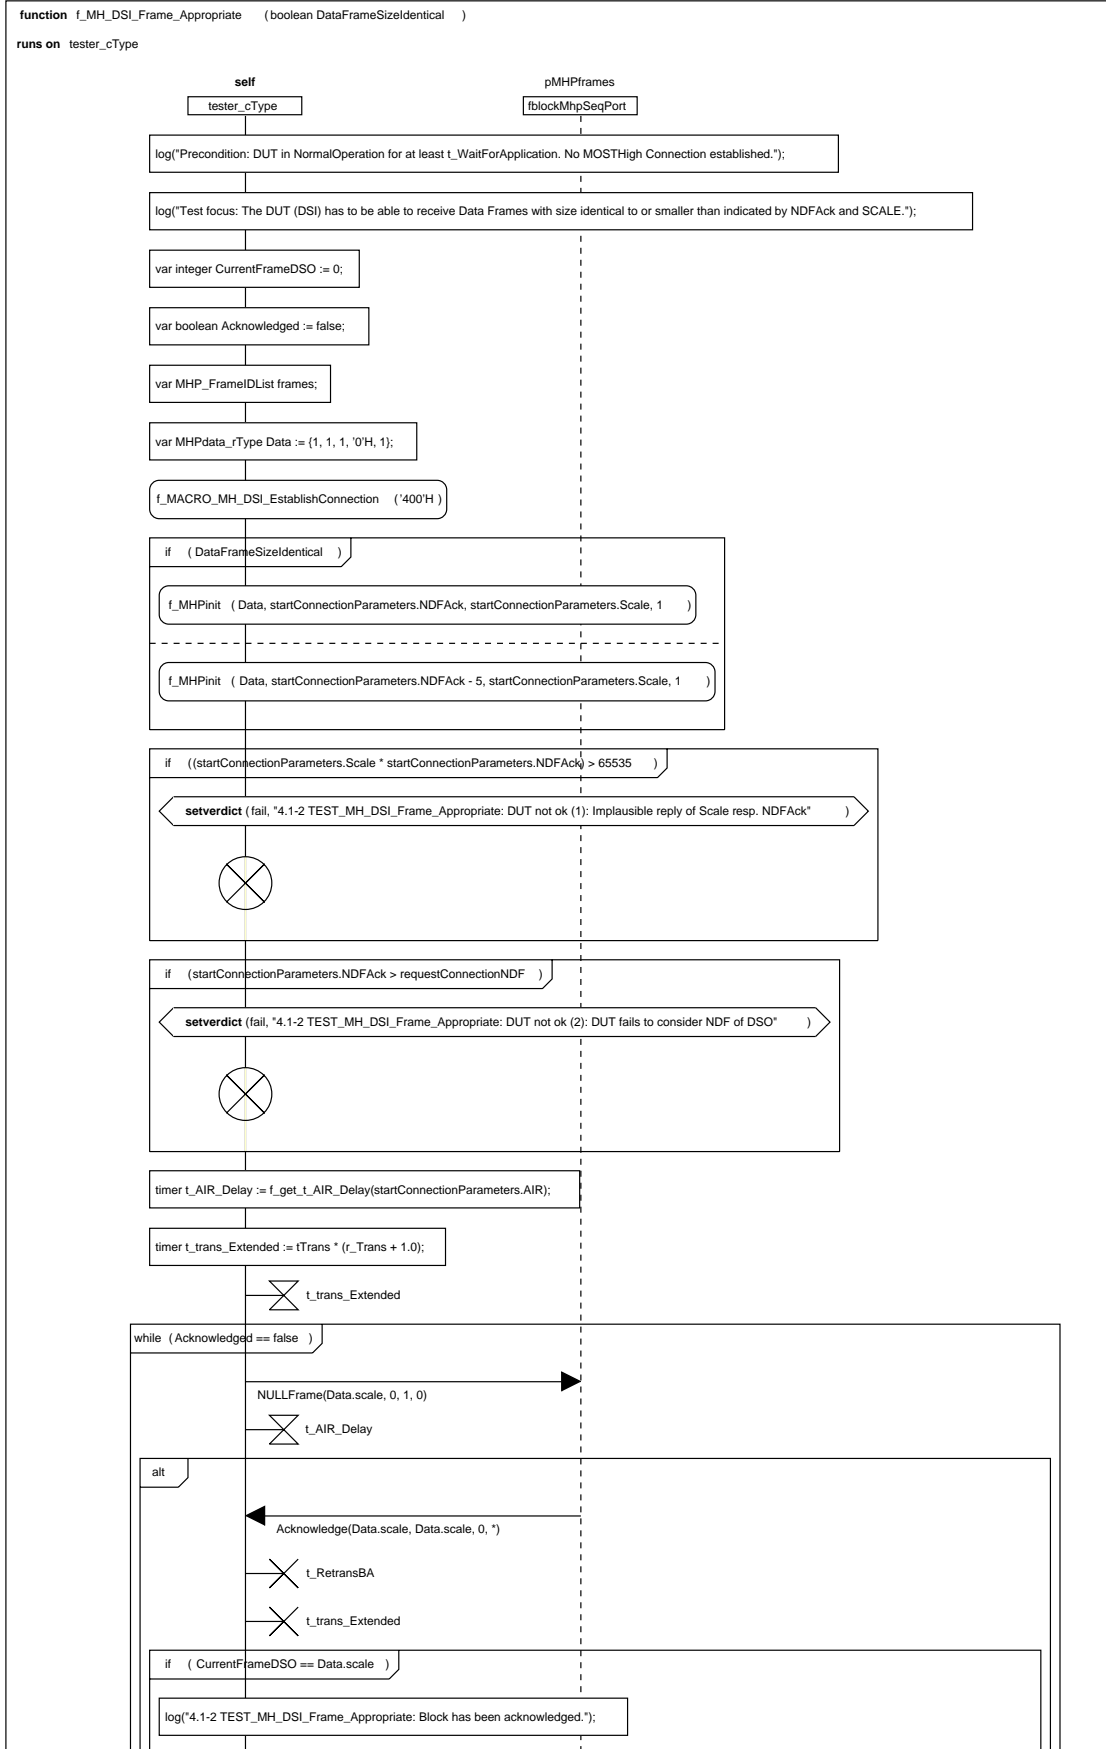 function f_MH_DSI_Frame_Appropriate (boolean DataFrameSizeIdentical )
runs on tester_cType
self pMHPframes
tester_cType fblockMhpSeqPort
log("Precondition: DUT in NormalOperation for at least t_WaitForApplication. No MOSTHigh Connection established.");
log("Test focus: The DUT (DSI) has to be able to receive Data Frames with size identical to or smaller than indicated by NDFAck and SCALE.");
var integer CurrentFrameDSO := 0;
var boolean Acknowledged := false;
var MHP_FrameIDList frames;
var MHPdata_rType Data := {1, 1, 1, '0'H, 1};
f_MACRO_MH_DSI_EstablishConnection ('400'H )
if ( DataFrameSizeIdentical )
f_MHPinit ( Data, startConnectionParameters.NDFAck, startConnectionParameters.Scale, 1 )
f_MHPinit ( Data, startConnectionParameters.NDFAck - 5, startConnectionParameters.Scale, 1 )
if ((startConnectionParameters.Scale * startConnectionParameters.NDFAck) > 65535 )
setverdict (fail, "4.1-2 TEST_MH_DSI_Frame_Appropriate: DUT not ok (1): Implausible reply of Scale resp. NDFAck" )
if (startConnectionParameters.NDFAck > requestConnectionNDF )
setverdict (fail, "4.1-2 TEST_MH_DSI_Frame_Appropriate: DUT not ok (2): DUT fails to consider NDF of DSO" )
timer t_AIR_Delay := f_get_t_AIR_Delay(startConnectionParameters.AIR);
timer t_trans_Extended := tTrans * (r_Trans + 1.0);
t_trans_Extended
while (Acknowledged == false )
NULLFrame(Data.scale, 0, 1, 0)
t_AIR_Delay
alt
Acknowledge(Data.scale, Data.scale, 0, *)
t_RetransBA
t_trans_Extended
if ( CurrentFrameDSO == Data.scale )
log("4.1-2 TEST_MH_DSI_Frame_Appropriate: Block has been acknowledged.");